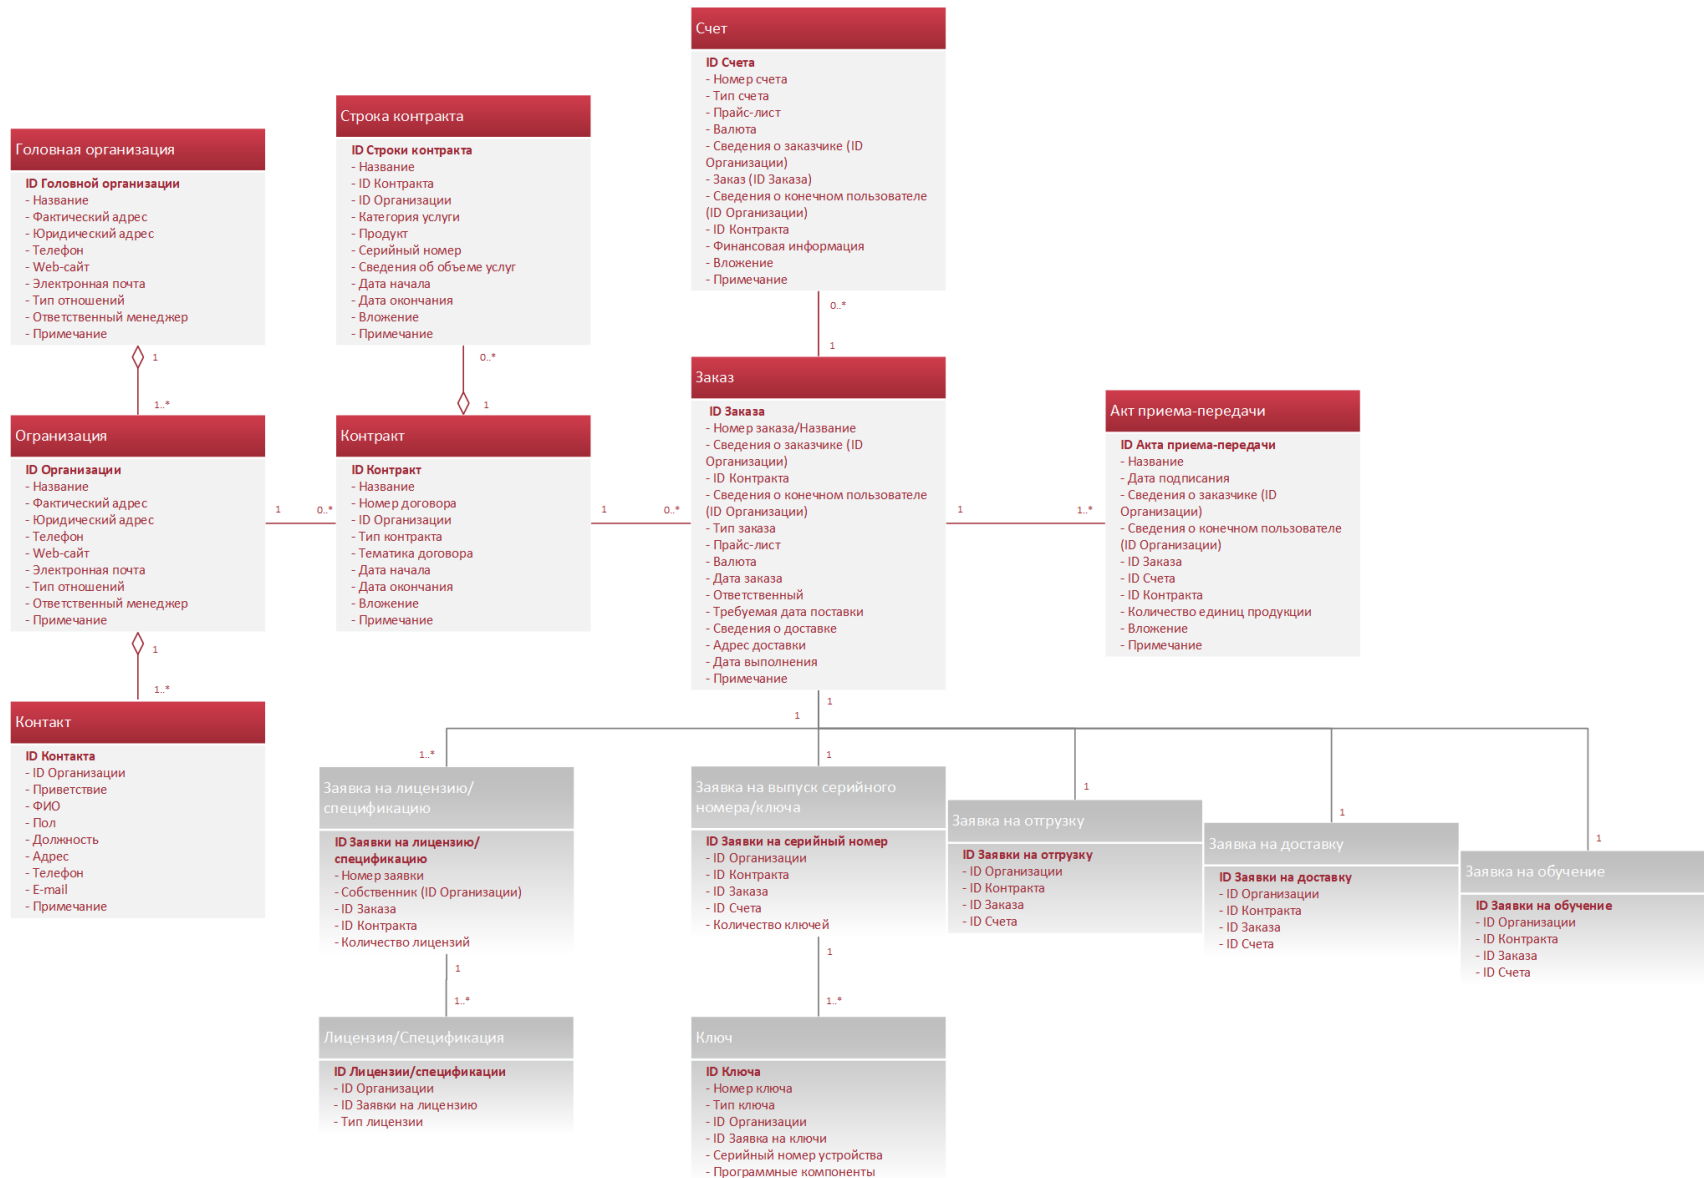 Счет
ID Счета
- Номер счета
- Тип счета
- Прайс-лист
- Валюта
- Сведения о заказчике (ID
Организации)
- Заказ (ID Заказа)
- Сведения о конечном пользователе
(ID Организации)
- ID Контракта
- Финансовая информация
- Вложение
- Примечание
0..*
1
Строка контракта
ID Строки контракта
- Название
- ID Контракта
- ID Организации
- Категория услуги
- Продукт
- Серийный номер
- Сведения об объеме услуг
- Дата начала
- Дата окончания
- Вложение
- Примечание
0..*
1
Головная организация
ID Головной организации
- Название
- Фактический адрес
- Юридический адрес
- Телефон
- Web-сайт
- Электронная почта
- Тип отношений
- Ответственный менеджер
- Примечание
1
1..*
Огранизация
ID Организации
- Название
- Фактический адрес
- Юридический адрес
- Телефон
- Web-сайт
- Электронная почта
- Тип отношений
- Ответственный менеджер
- Примечание
1
0..*
1
1..*
Контракт
ID Контракт
- Название
- Номер договора
- ID Организации
- Тип контракта
- Тематика договора
- Дата начала
- Дата окончания
- Вложение
- Примечание
1
0..*
Заказ
ID Заказа
- Номер заказа/Название
- Сведения о заказчике (ID
Организации)
- ID Контракта
- Сведения о конечном пользователе
(ID Организации)
- Тип заказа
- Прайс-лист
- Валюта
- Дата заказа
- Ответственный
- Требуемая дата поставки
- Сведения о доставке
- Адрес доставки
- Дата выполнения
- Примечание
1
1..*
Акт приема-передачи
ID Акта приема-передачи
- Название
- Дата подписания
- Сведения о заказчике (ID
Организации)
- Сведения о конечном пользователе
(ID Организации)
- ID Заказа
- ID Счета
- ID Контракта
- Количество единиц продукции
- Вложение
- Примечание
Контакт
ID Контакта
- ID Организации
- Приветствие
- ФИО
- Пол
- Должность
- Адрес
- Телефон
- E-mail
- Примечание
1
1
1..*
1
1
1
1
Заявка на лицензию/
спецификацию
ID Заявки на лицензию/
спецификацию
- Номер заявки
- Собственник (ID Организации)
- ID Заказа
- ID Контракта
- Количество лицензий
1
1..*
Заявка на выпуск серийного
номера/ключа
ID Заявки на серийный номер
- ID Организации
- ID Контракта
- ID Заказа
- ID Счета
- Количество ключей
1
1..*
Заявка на отгрузку
ID Заявки на отгрузку
- ID Организации
- ID Контракта
- ID Заказа
- ID Счета
Заявка на доставку
ID Заявки на доставку
- ID Организации
- ID Контракта
- ID Заказа
- ID Счета
Заявка на обучение
ID Заявки на обучение
- ID Организации
- ID Контракта
- ID Заказа
- ID Счета
Лицензия/Спецификация
ID Лицензии/спецификации
- ID Организации
- ID Заявки на лицензию
- Тип лицензии
Ключ
ID Ключа
- Номер ключа
- Тип ключа
- ID Организации
- ID Заявка на ключи
- Серийный номер устройства
- Программные компоненты